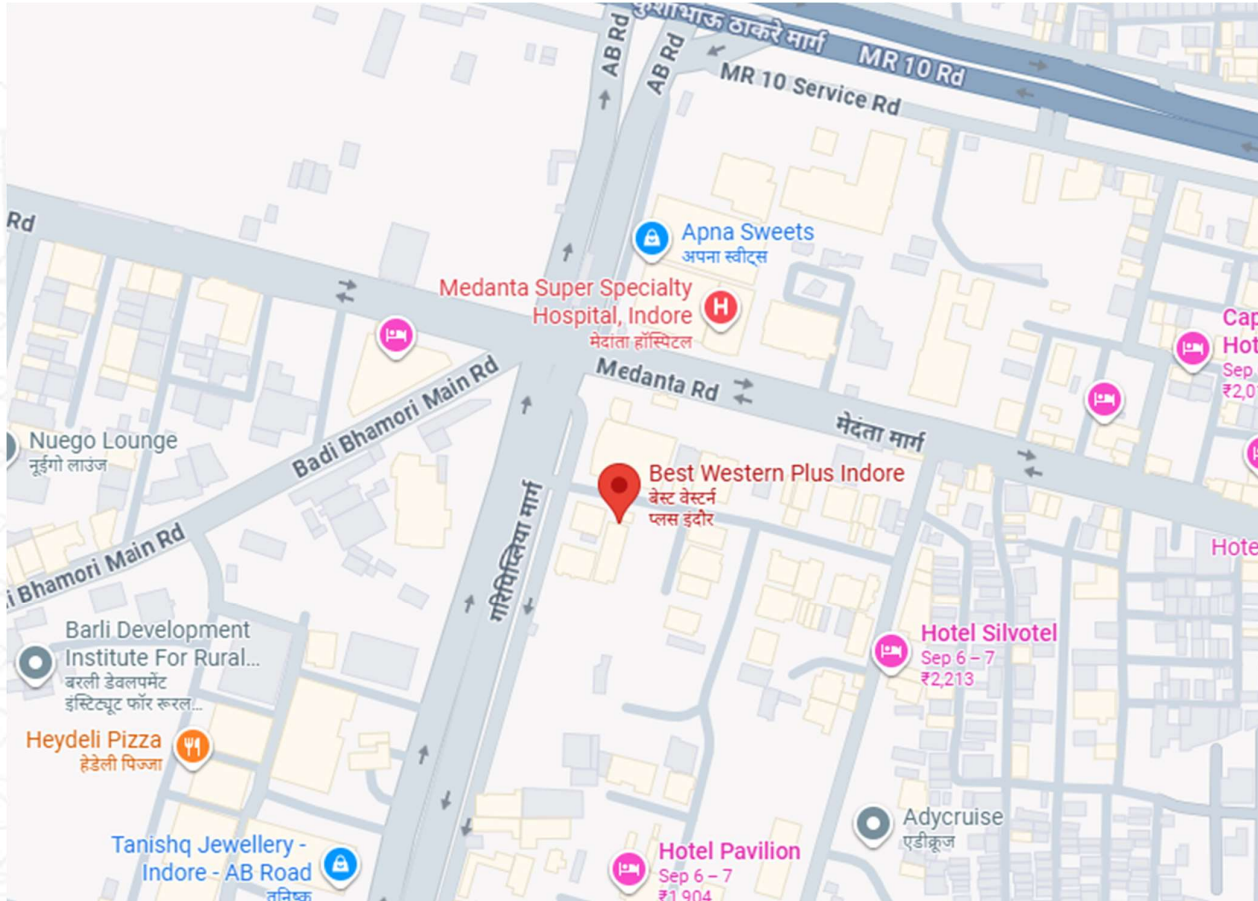 कुशाभाऊ ठाकरे मार्ग
MR 10 Rd
AB Rd
AB Rd
MR 10 Service Rd
Rd
Apna Sweets
अपना स्वीट्स
Medanta Super Specialty
Hospital, Indore
मेदांता हॉस्पिटल
H
Cap
Hot
Sep
₹2,0
Medanta Rd
मेदंता मार्ग
Badi Bhamori Main Rd
Nuego Lounge
नूईगो लाउंज
Best Western Plus Indore
बेस्ट वेस्टर्न
प्लस इंदौर
गरिपिप्लिया मार्ग
i Bhamori Main Rd
Hote
Barli Development
Institute For Rural...
बरली डेवलपमेंट
इंस्टिट्यूट फॉर रूरल...
Hotel Silvotel
Sep 6 – 7
₹2,213
Heydeli Pizza
हेडेली पिज्जा
Adycruise
एडीक्रूज
Tanishq Jewellery -
Indore - AB Road
तनिष्क
Hotel Pavilion
Sep 6 – 7
₹1,904